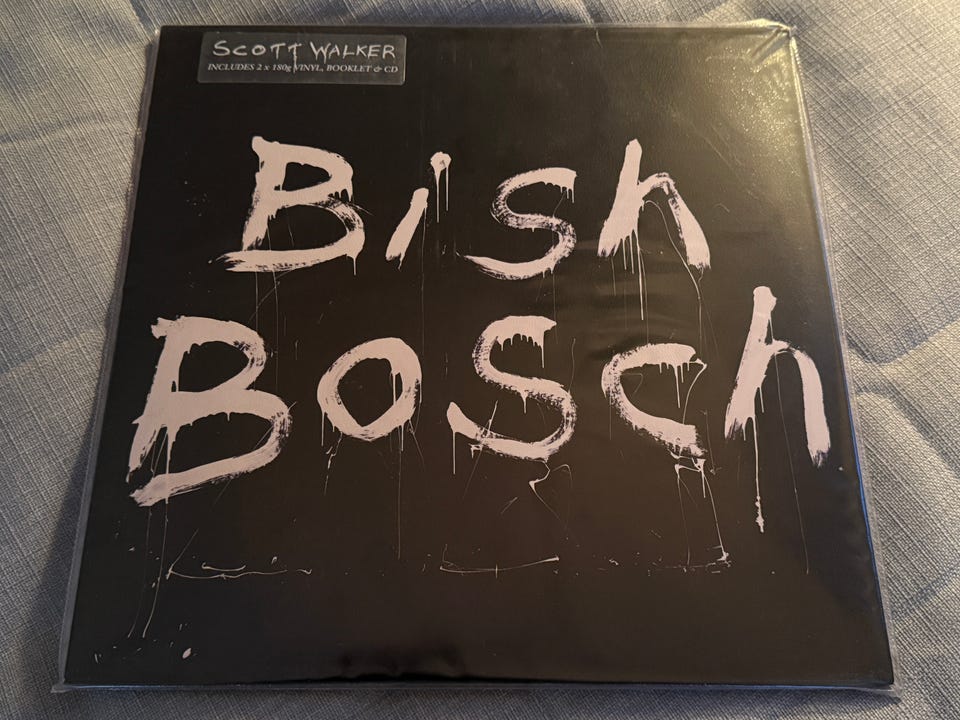 SCOTT WALKER
INCLUDES 2 x 180g VINYL, BOOKLET & CD
Bish
Bosch